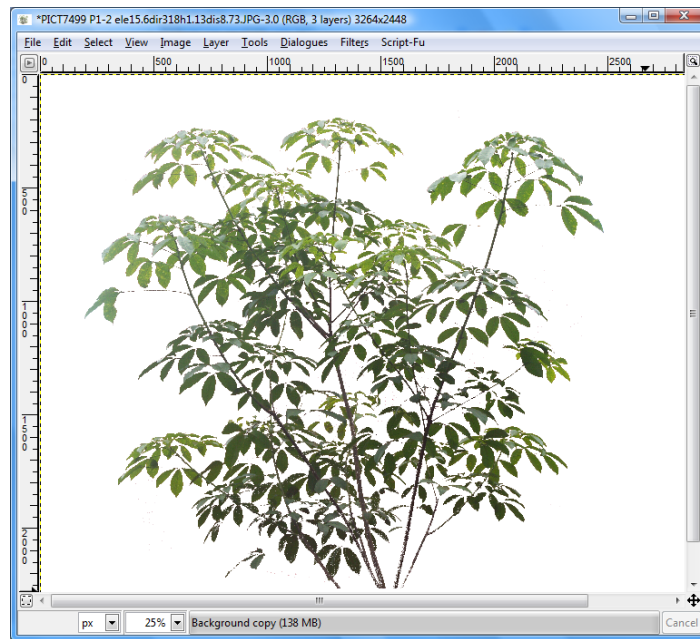 *PICT7499 P1-2 ele15.6dir318h1.13dis8.73.JPG-3.0 (RGB, 3 layers) 3264x2448
File Edit Select View Image Layer Tools Dialogues Filters Script-Fu
0 500 1000 1500 2000 2500
0
500
1000
1500
2000
px 25% Background copy (138 MB) Cancel